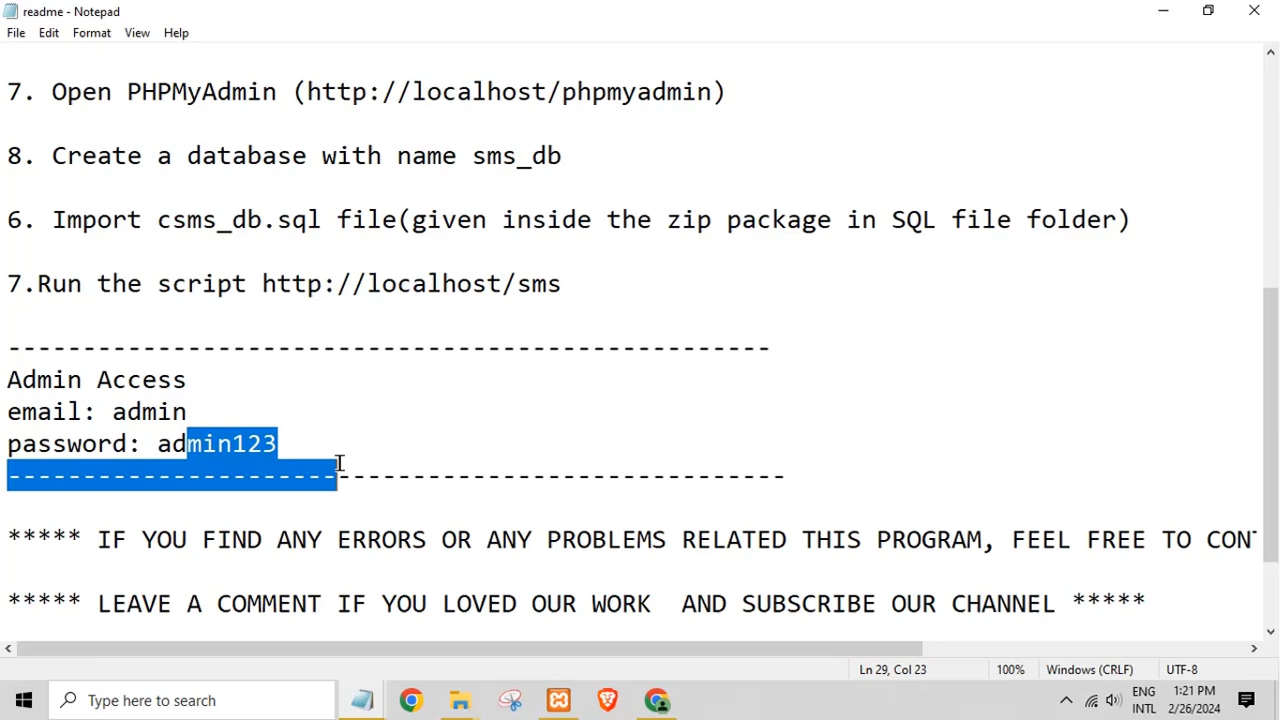 readme - Notepad
File Edit Format View Help
7. Open PHPMyAdmin (http://localhost/phpmyadmin)
8. Create a database with name sms_db
6. Import csms_db.sql file(given inside the zip package in SQL file folder)
7.Run the script http://localhost/sms
---------------------------------------------------
Admin Access
email: admin
password: admin123
----------------------------------------------------
***** IF YOU FIND ANY ERRORS OR ANY PROBLEMS RELATED THIS PROGRAM, FEEL FREE TO CONT
***** LEAVE A COMMENT IF YOU LOVED OUR WORK  AND SUBSCRIBE OUR CHANNEL *****
Ln 29, Col 23 100% Windows (CRLF) UTF-8
Type here to search
ENG 1:21 PM
INTL 2/26/2024